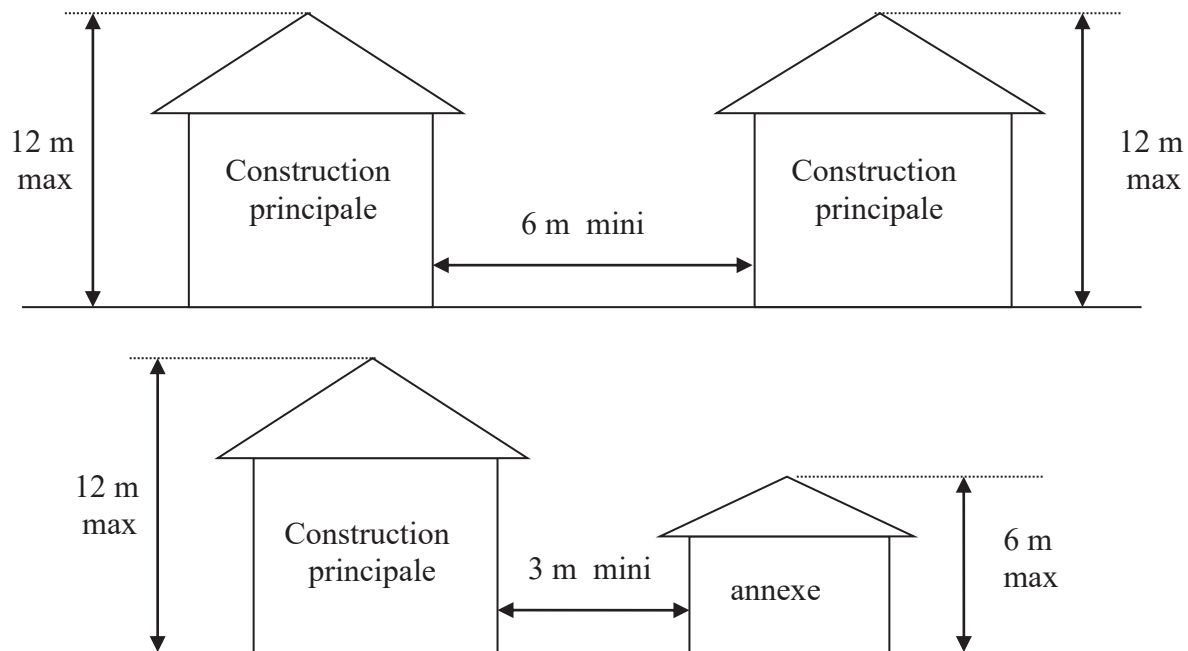 12 m
max
Construction
principale
6 m  mini
Construction
principale
12 m
max
12 m
max
Construction
principale
3 m  mini
annexe
6 m
max